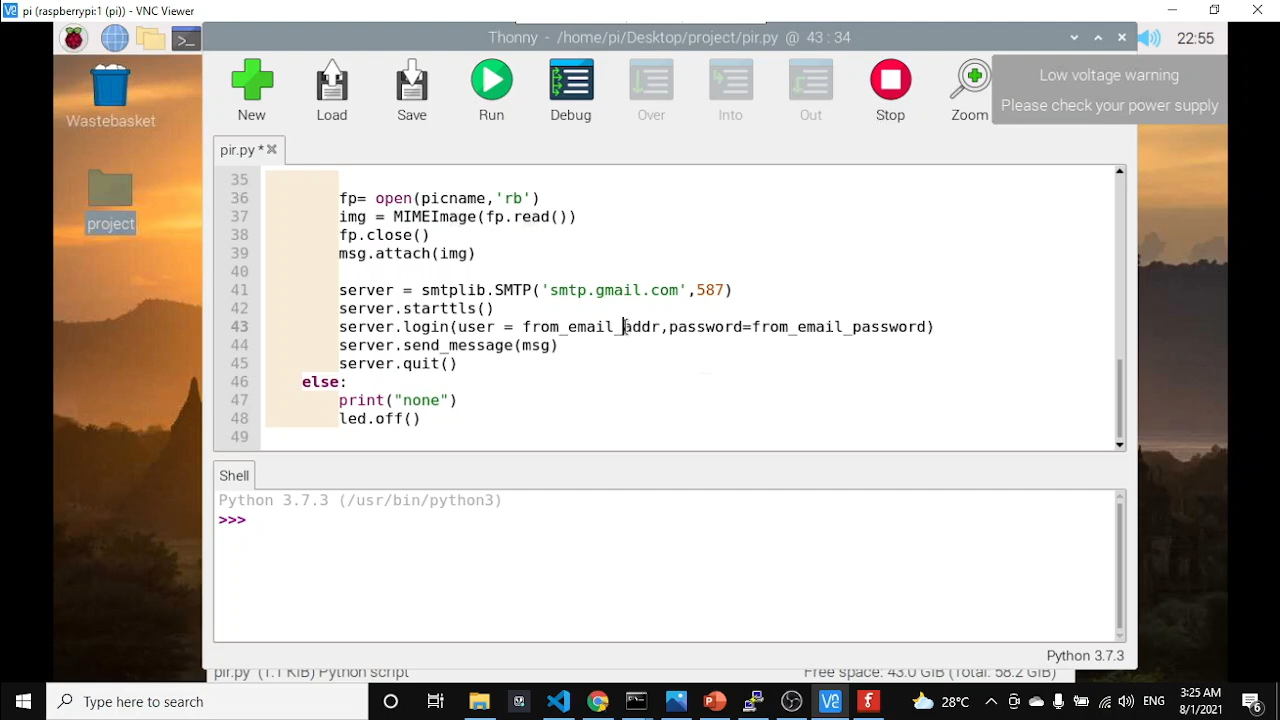 pi (raspberrypi:1 (pi)) - VNC Viewer
Thonny - /home/pi/Desktop/project/pir.py @ 43 : 34
22:55
Low voltage warning
Please check your power supply
Wastebasket
project
New Load Save Run Debug Over Into Out Stop Zoom
pir.py *
35
36 fp= open(picname,'rb')
37 img = MIMEImage(fp.read())
38 fp.close()
39 msg.attach(img)
40
41 server = smtplib.SMTP('smtp.gmail.com',587)
42 server.starttls()
43 server.login(user = from_email_addr,password=from_email_password)
44 server.send_message(msg)
45 server.quit()
46 else:
47 print("none")
48 led.off()
49
Shell
Python 3.7.3 (/usr/bin/python3)
>>>
Python 3.7.3
pir.py (1.1 KiB) Python script
Free space: 43.0 GiB (Total: 58.2 GiB)
Type here to search
28°C
ENG
3:25 AM
8/1/2021
6